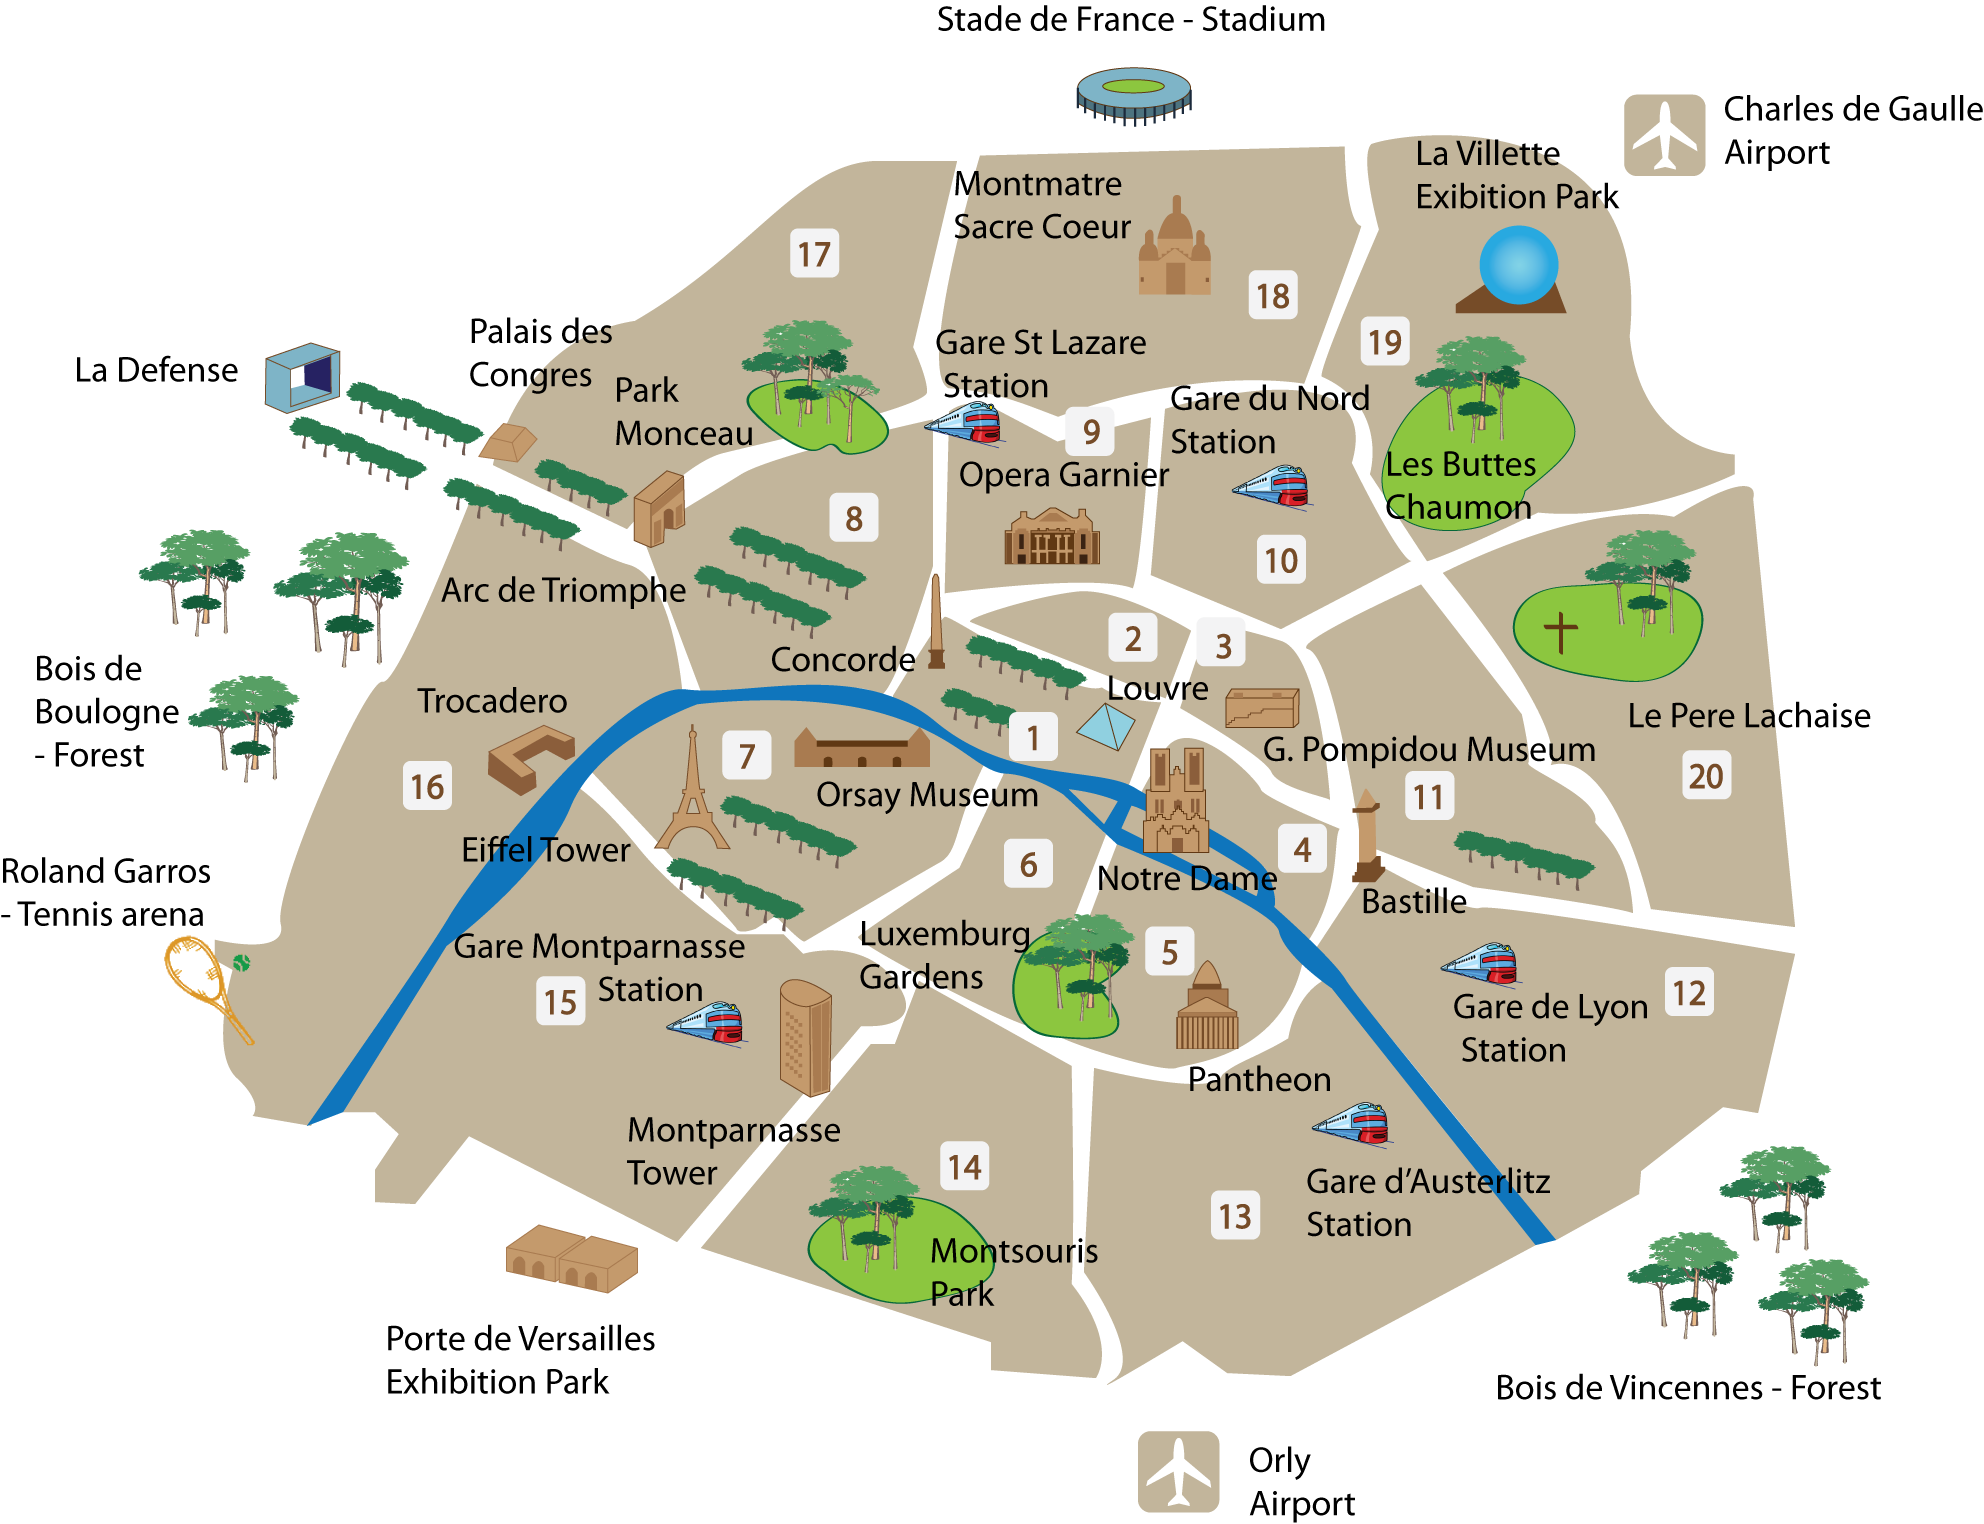 Stade de France - Stadium
Charles de Gaulle
Airport
La Villette
Exibition Park
Montmatre
Sacre Coeur
17
18
19
Palais des
Congres
La Defense
Park
Monceau
Gare St Lazare
Station
Gare du Nord
Station
9
Opera Garnier
Les Buttes
Chaumon
8
10
Arc de Triomphe
2
3
Concorde
Bois de
Boulogne
- Forest
Trocadero
Louvre
Le Pere Lachaise
1
7
G. Pompidou Museum
16
Orsay Museum
11
20
Eiffel Tower
6
4
Notre Dame
Roland Garros
- Tennis arena
Bastille
Gare Montparnasse
Station
Luxemburg
Gardens
5
15
12
Gare de Lyon
Station
Pantheon
Montparnasse
Tower
14
Gare d’Austerlitz
Station
13
Montsouris
Park
Porte de Versailles
Exhibition Park
Bois de Vincennes - Forest
Orly
Airport